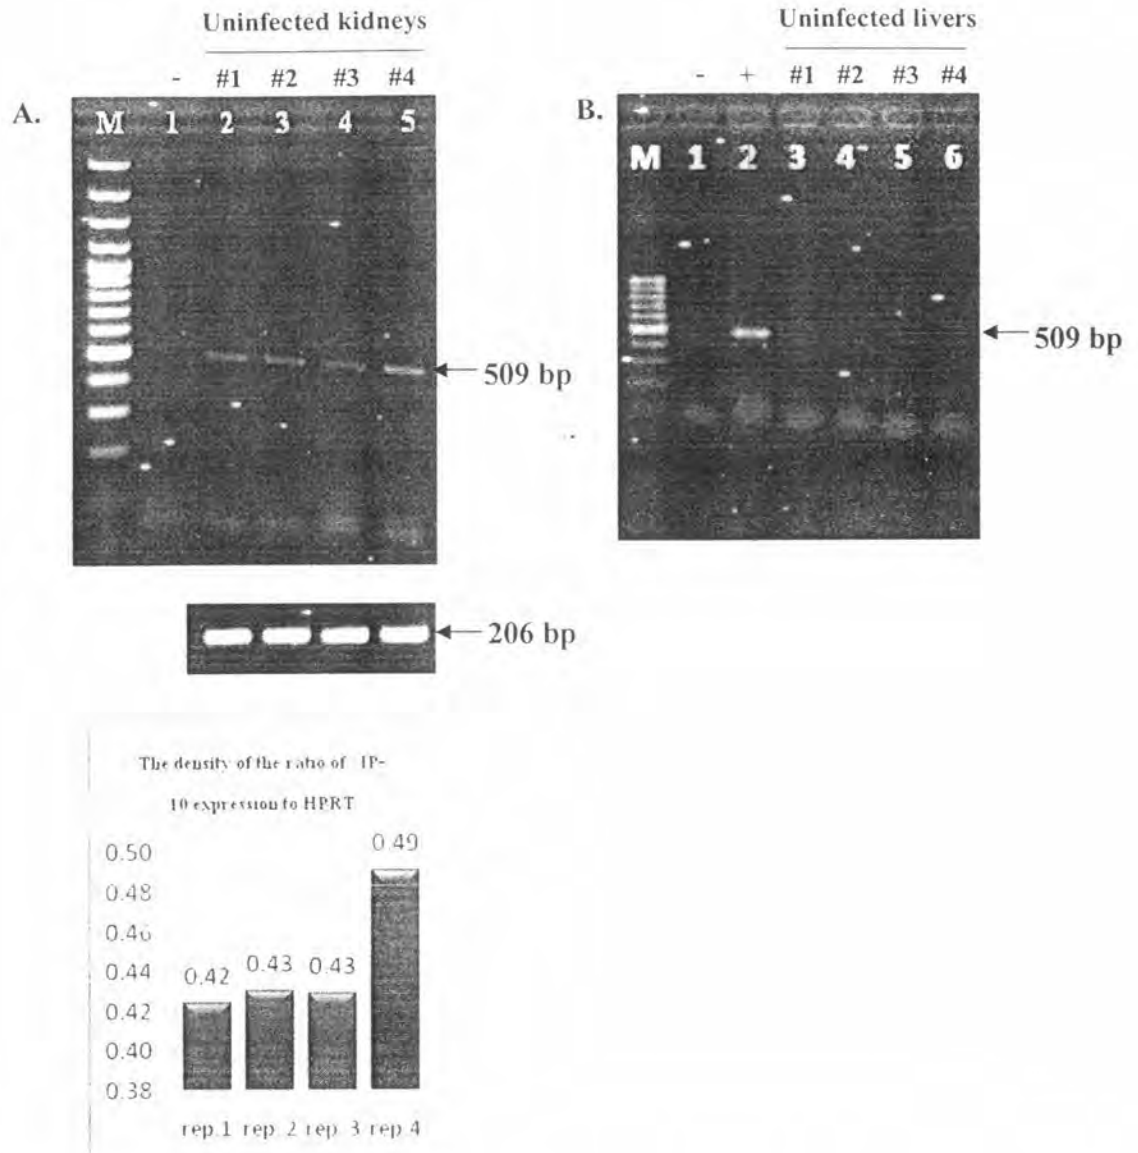 Uninfected kidneys
- #1 #2 #3 #4
A.
M 1 2 3 4 5
509 bp
206 bp
Uninfected livers
- + #1 #2 #3 #4
B.
M 1 2 3 4 5 6
509 bp
The density of the ratio of IP-
10 expression to HPRT
0.50
0.48
0.46
0.44
0.42
0.40
0.38
0.42 0.43 0.43 0.49
rep.1 rep. 2 rep. 3 rep 4